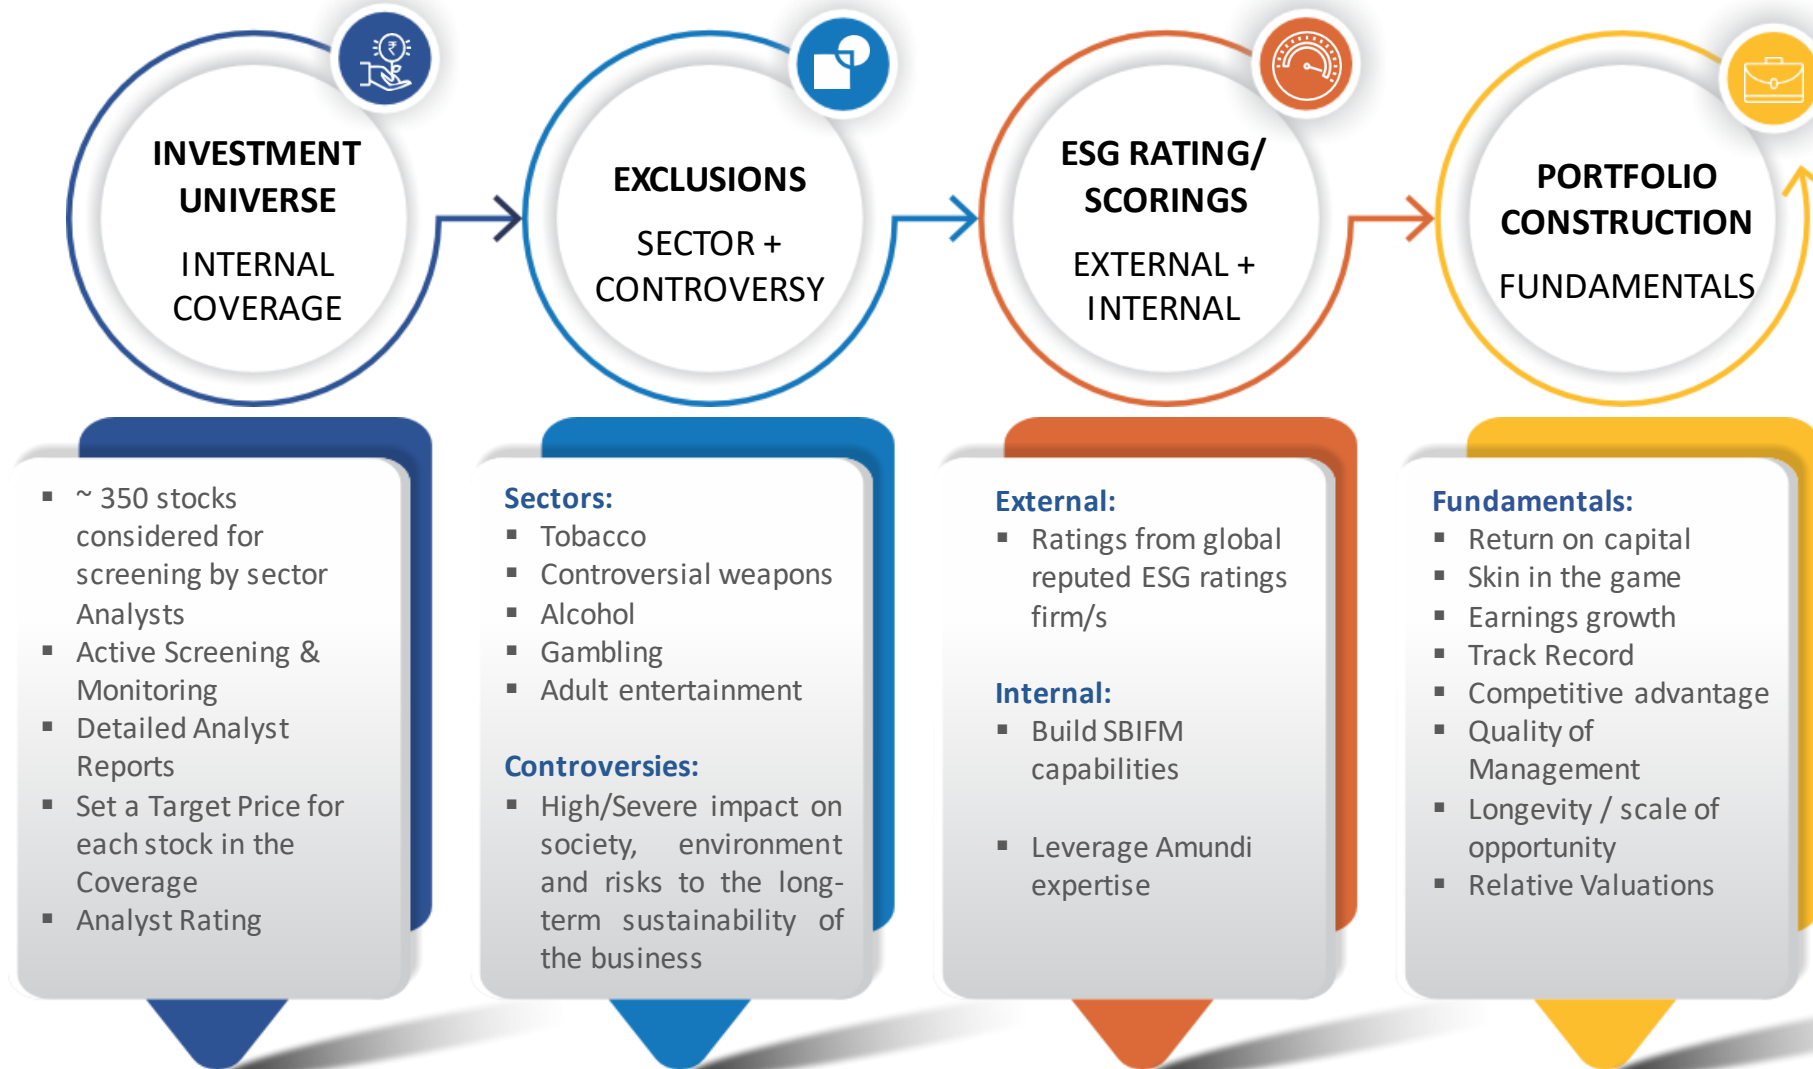 INVESTMENT
UNIVERSE
INTERNAL
COVERAGE
EXCLUSIONS
SECTOR +
CONTROVERSY
ESG RATING/
SCORINGS
EXTERNAL +
INTERNAL
PORTFOLIO
CONSTRUCTION
FUNDAMENTALS
▪ ~ 350 stocks
considered for
screening by sector
Analysts
▪ Active Screening &
Monitoring
▪ Detailed Analyst
Reports
▪ Set a Target Price for
each stock in the
Coverage
▪ Analyst Rating
Sectors:
▪ Tobacco
▪ Controversial weapons
▪ Alcohol
▪ Gambling
▪ Adult entertainment
Controversies:
▪ High/Severe impact on
society, environment
and risks to the long-
term sustainability of
the business
External:
▪ Ratings from global
reputed ESG ratings
firm/s
Internal:
▪ Build SBIFM
capabilities
▪ Leverage Amundi
expertise
Fundamentals:
▪ Return on capital
▪ Skin in the game
▪ Earnings growth
▪ Track Record
▪ Competitive advantage
▪ Quality of
Management
▪ Longevity / scale of
opportunity
▪ Relative Valuations